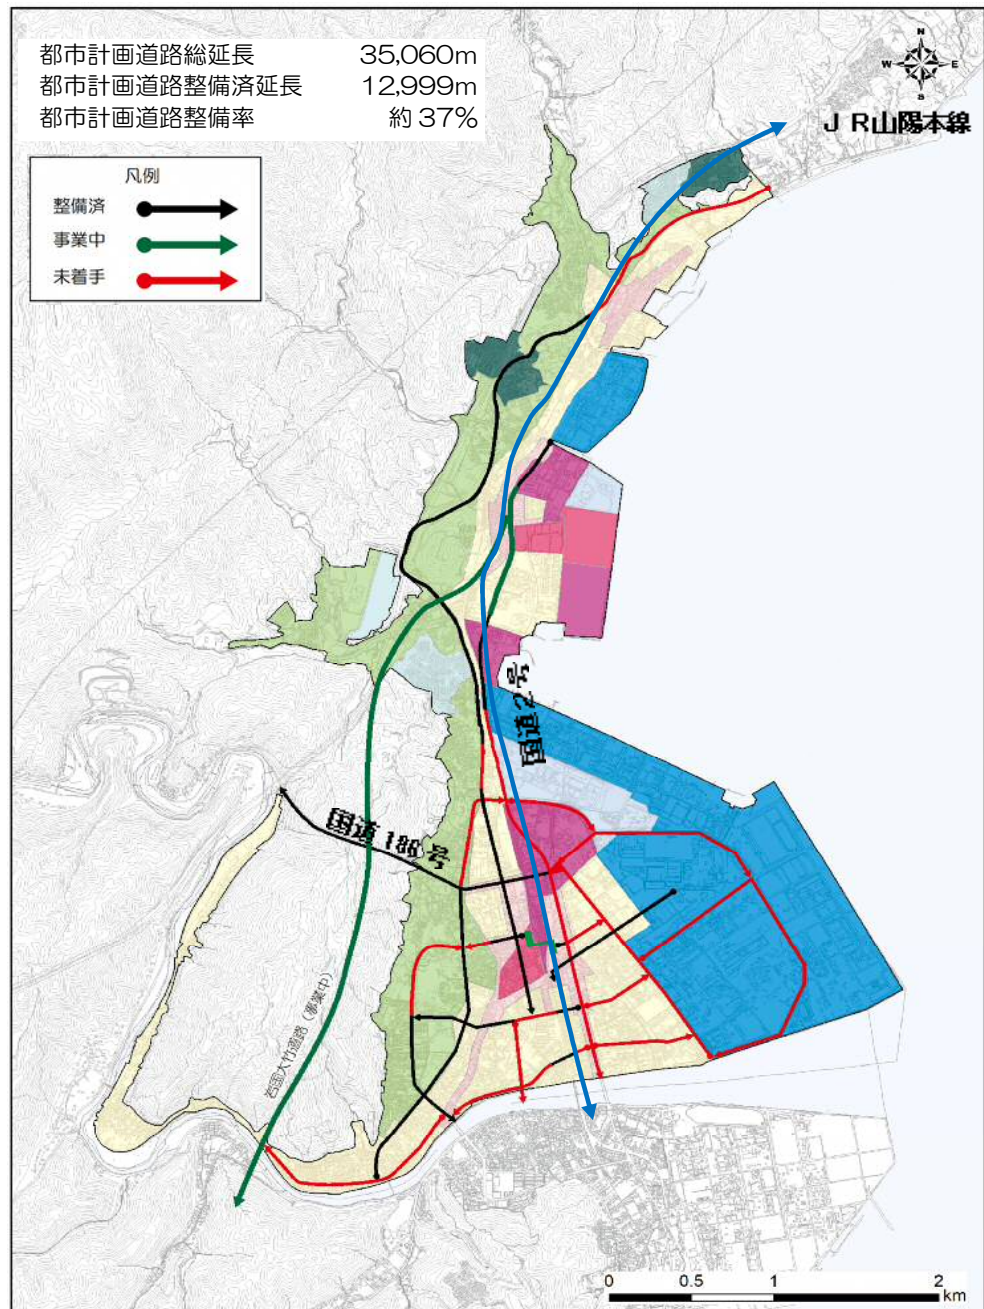 都市計画道路総延長 35,060m
都市計画道路整備済延長 12,999m
都市計画道路整備率 約37%
N
W E
S
JR山陽本線
凡例
整備済
事業中
未着手
国道2号
国道186号
岩国大竹道路(事業中)
0 0.5 1 2
km